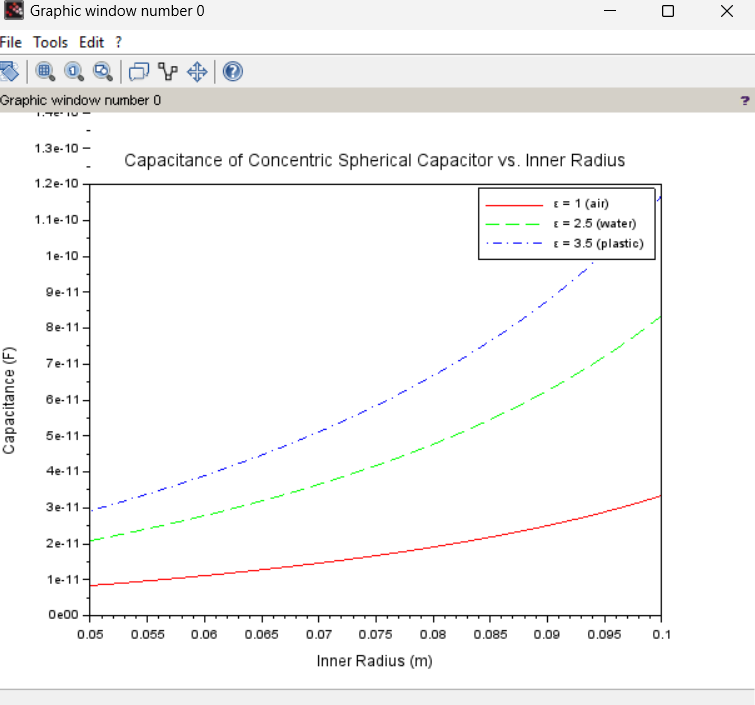 Graphic window number 0
File Tools Edit ?
Graphic window number 0 ?
1.4e-10
1.3e-10
Capacitance of Concentric Spherical Capacitor vs. Inner Radius
1.2e-10
1.1e-10
1e-10
9e-11
8e-11
7e-11
6e-11
5e-11
4e-11
3e-11
2e-11
1e-11
0e00
ε = 1 (air)
ε = 2.5 (water)
ε = 3.5 (plastic)
Capacitance (F)
0.05 0.055 0.06 0.065 0.07 0.075 0.08 0.085 0.09 0.095 0.1
Inner Radius (m)